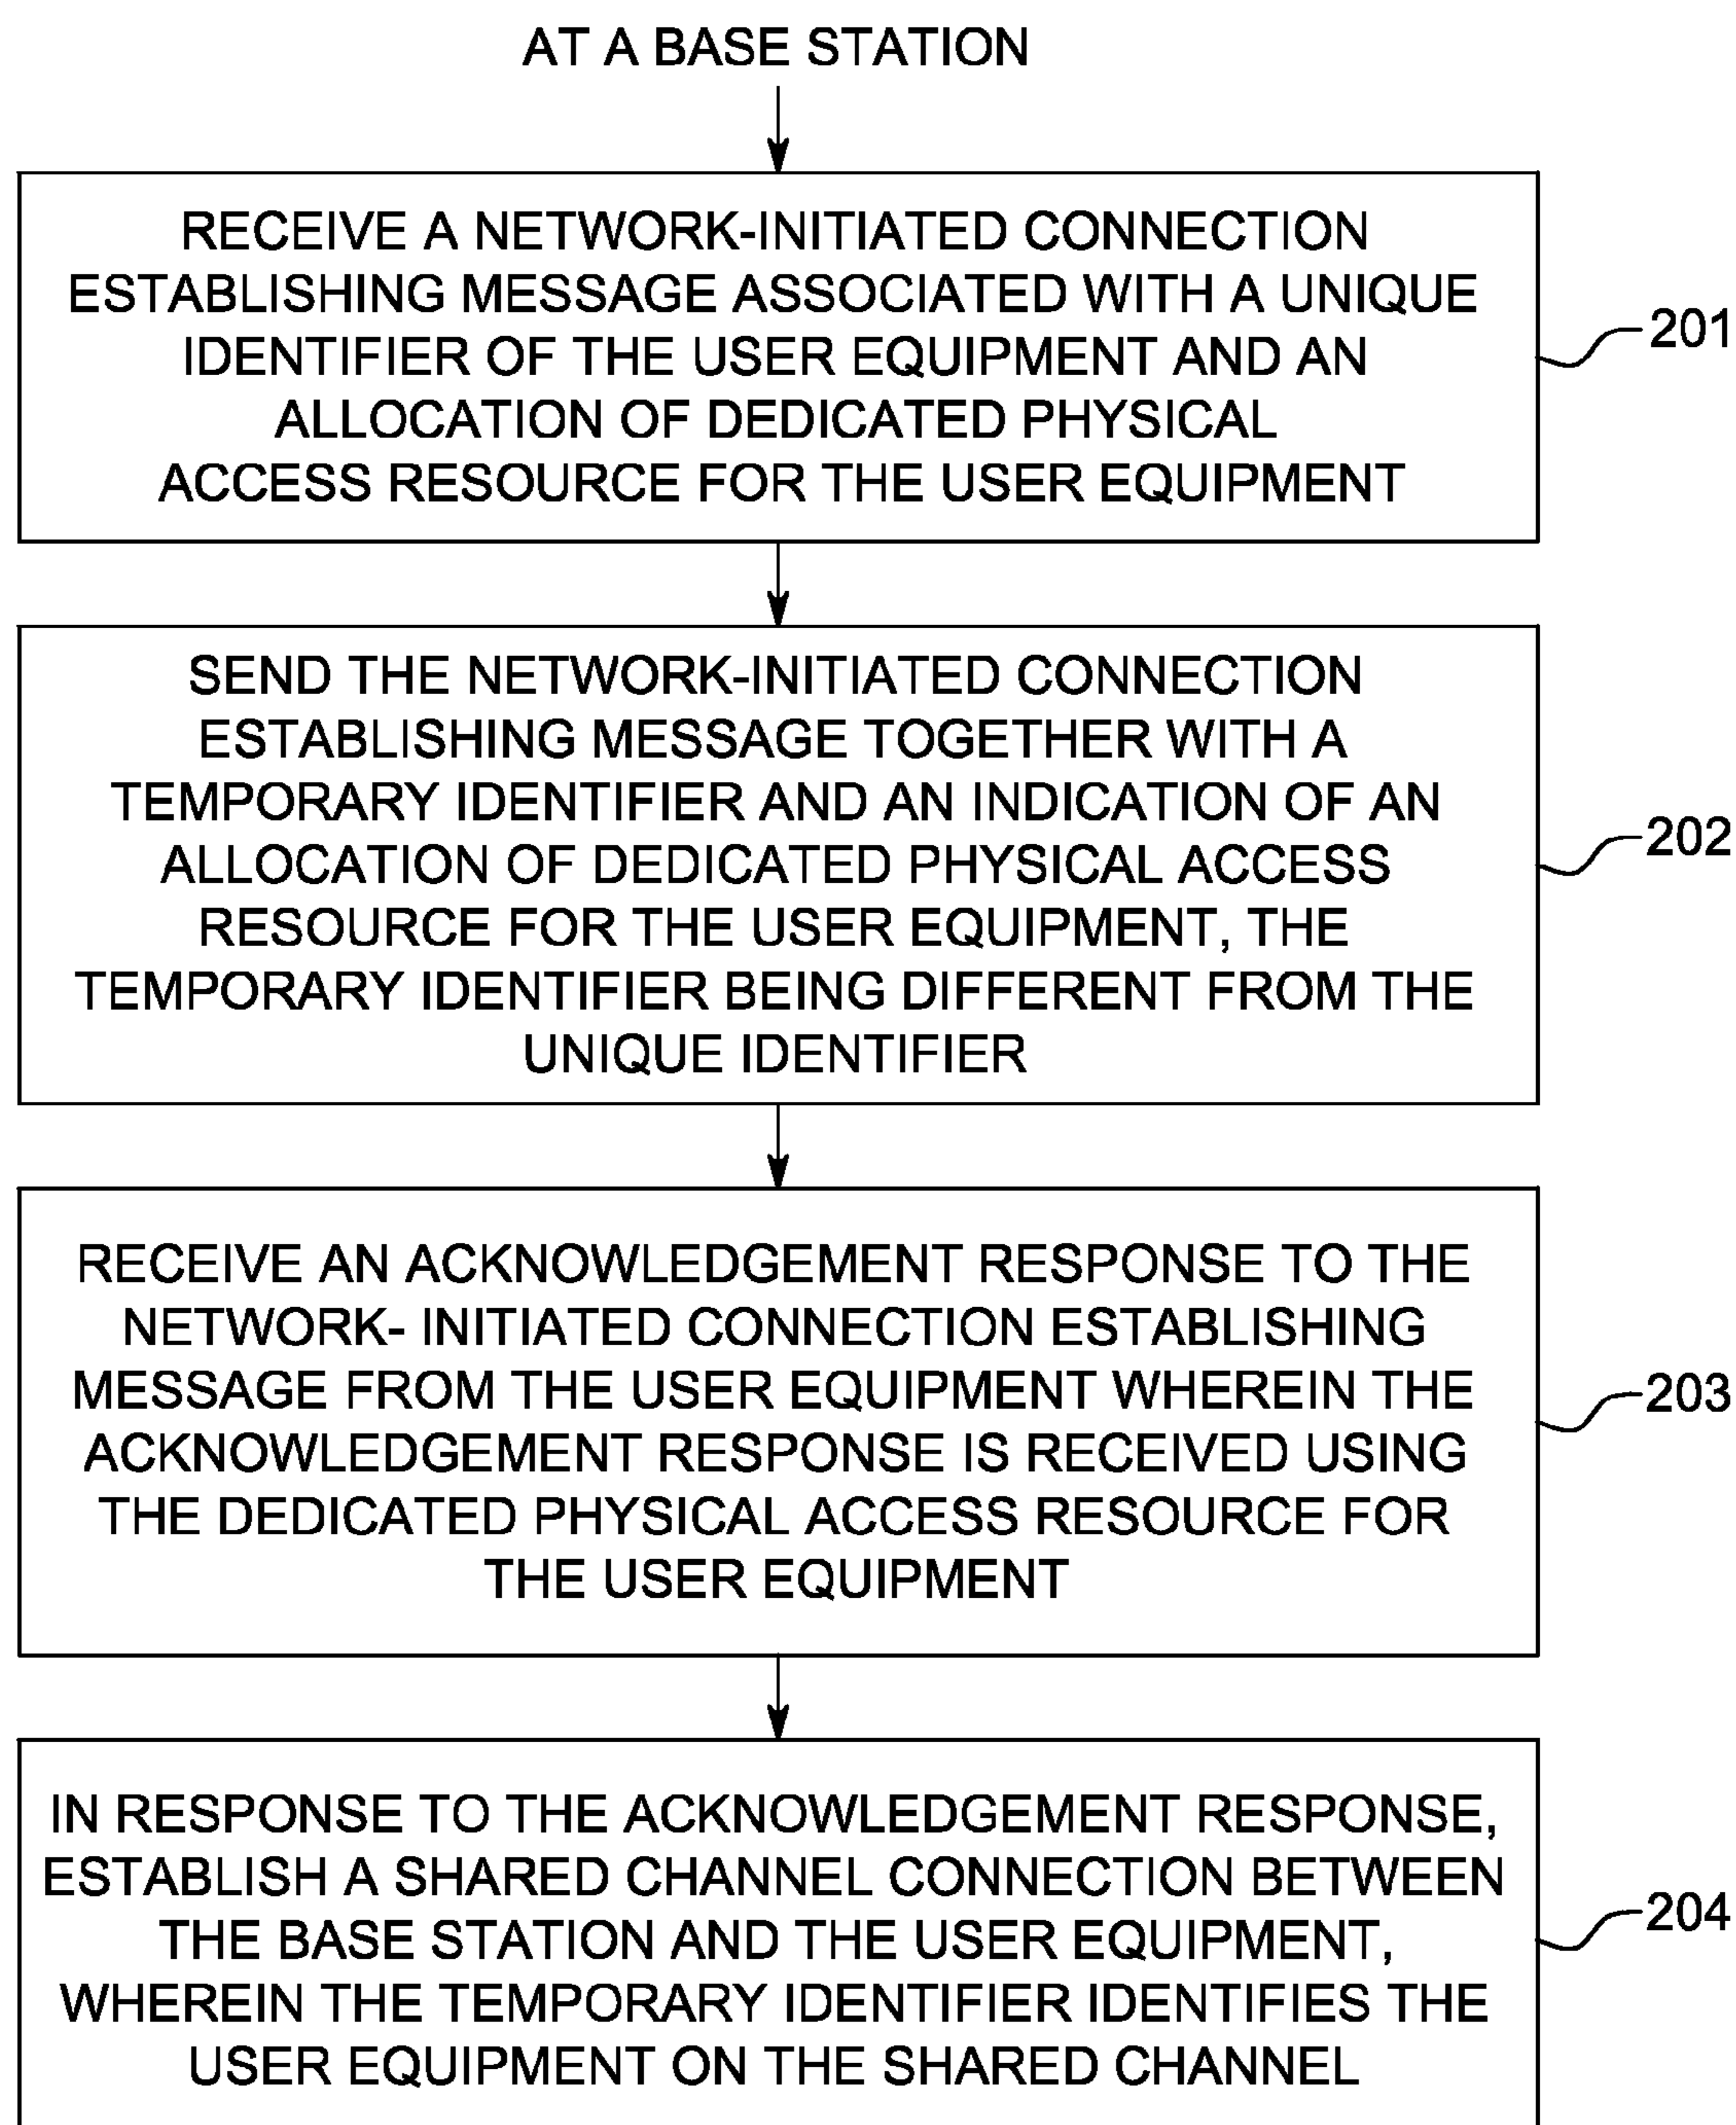 AT A BASE STATION
RECEIVE A NETWORK-INITIATED CONNECTION
ESTABLISHING MESSAGE ASSOCIATED WITH A UNIQUE
IDENTIFIER OF THE USER EQUIPMENT AND AN
ALLOCATION OF DEDICATED PHYSICAL
ACCESS RESOURCE FOR THE USER EQUIPMENT
201
SEND THE NETWORK-INITIATED CONNECTION
ESTABLISHING MESSAGE TOGETHER WITH A
TEMPORARY IDENTIFIER AND AN INDICATION OF AN
ALLOCATION OF DEDICATED PHYSICAL ACCESS
RESOURCE FOR THE USER EQUIPMENT, THE
TEMPORARY IDENTIFIER BEING DIFFERENT FROM THE
UNIQUE IDENTIFIER
202
RECEIVE AN ACKNOWLEDGEMENT RESPONSE TO THE
NETWORK- INITIATED CONNECTION ESTABLISHING
MESSAGE FROM THE USER EQUIPMENT WHEREIN THE
ACKNOWLEDGEMENT RESPONSE IS RECEIVED USING
THE DEDICATED PHYSICAL ACCESS RESOURCE FOR
THE USER EQUIPMENT
203
IN RESPONSE TO THE ACKNOWLEDGEMENT RESPONSE,
ESTABLISH A SHARED CHANNEL CONNECTION BETWEEN
THE BASE STATION AND THE USER EQUIPMENT,
WHEREIN THE TEMPORARY IDENTIFIER IDENTIFIES THE
USER EQUIPMENT ON THE SHARED CHANNEL
204